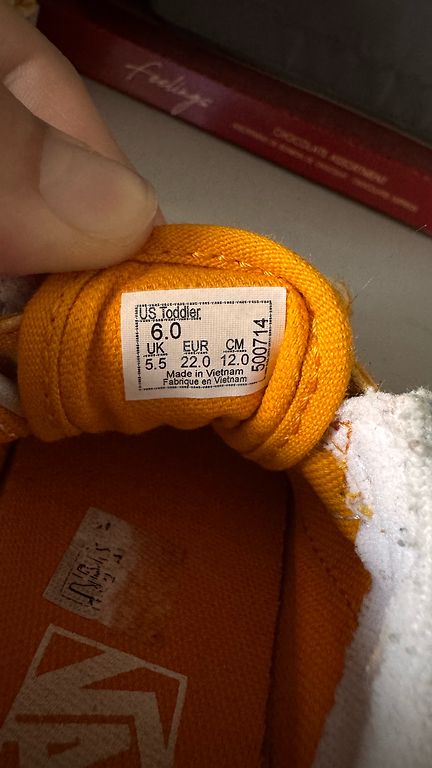 Feelings
CHOCOLATE ASSORTMENT
US Toddler
6.0
UK EUR CM
5.5 22.0 12.0
500714
Made in Vietnam
Fabrique en Vietnam